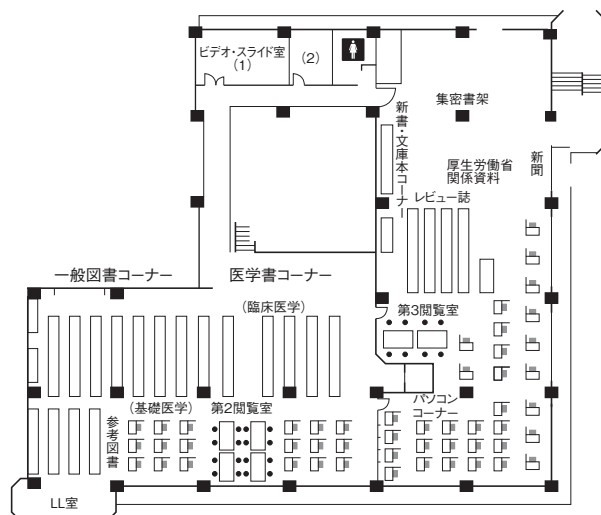 ビデオ・スライド室
(1)
(2)
集密書架
新書・文庫本コーナー
新聞
厚生労働省
関係資料
レビュー誌
一般図書コーナー
医学書コーナー
(臨床医学)
第3閲覧室
(基礎医学)
第2閲覧室
パソコン
コーナー
参考図書
LL室